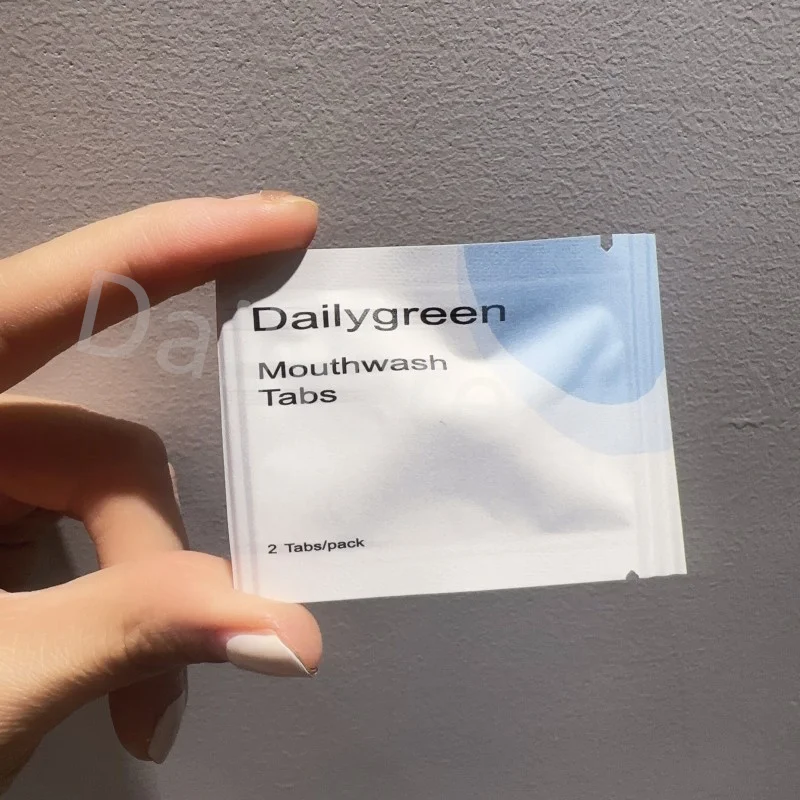 Dailygreen
Mouthwash
Tabs
2 Tabs/pack